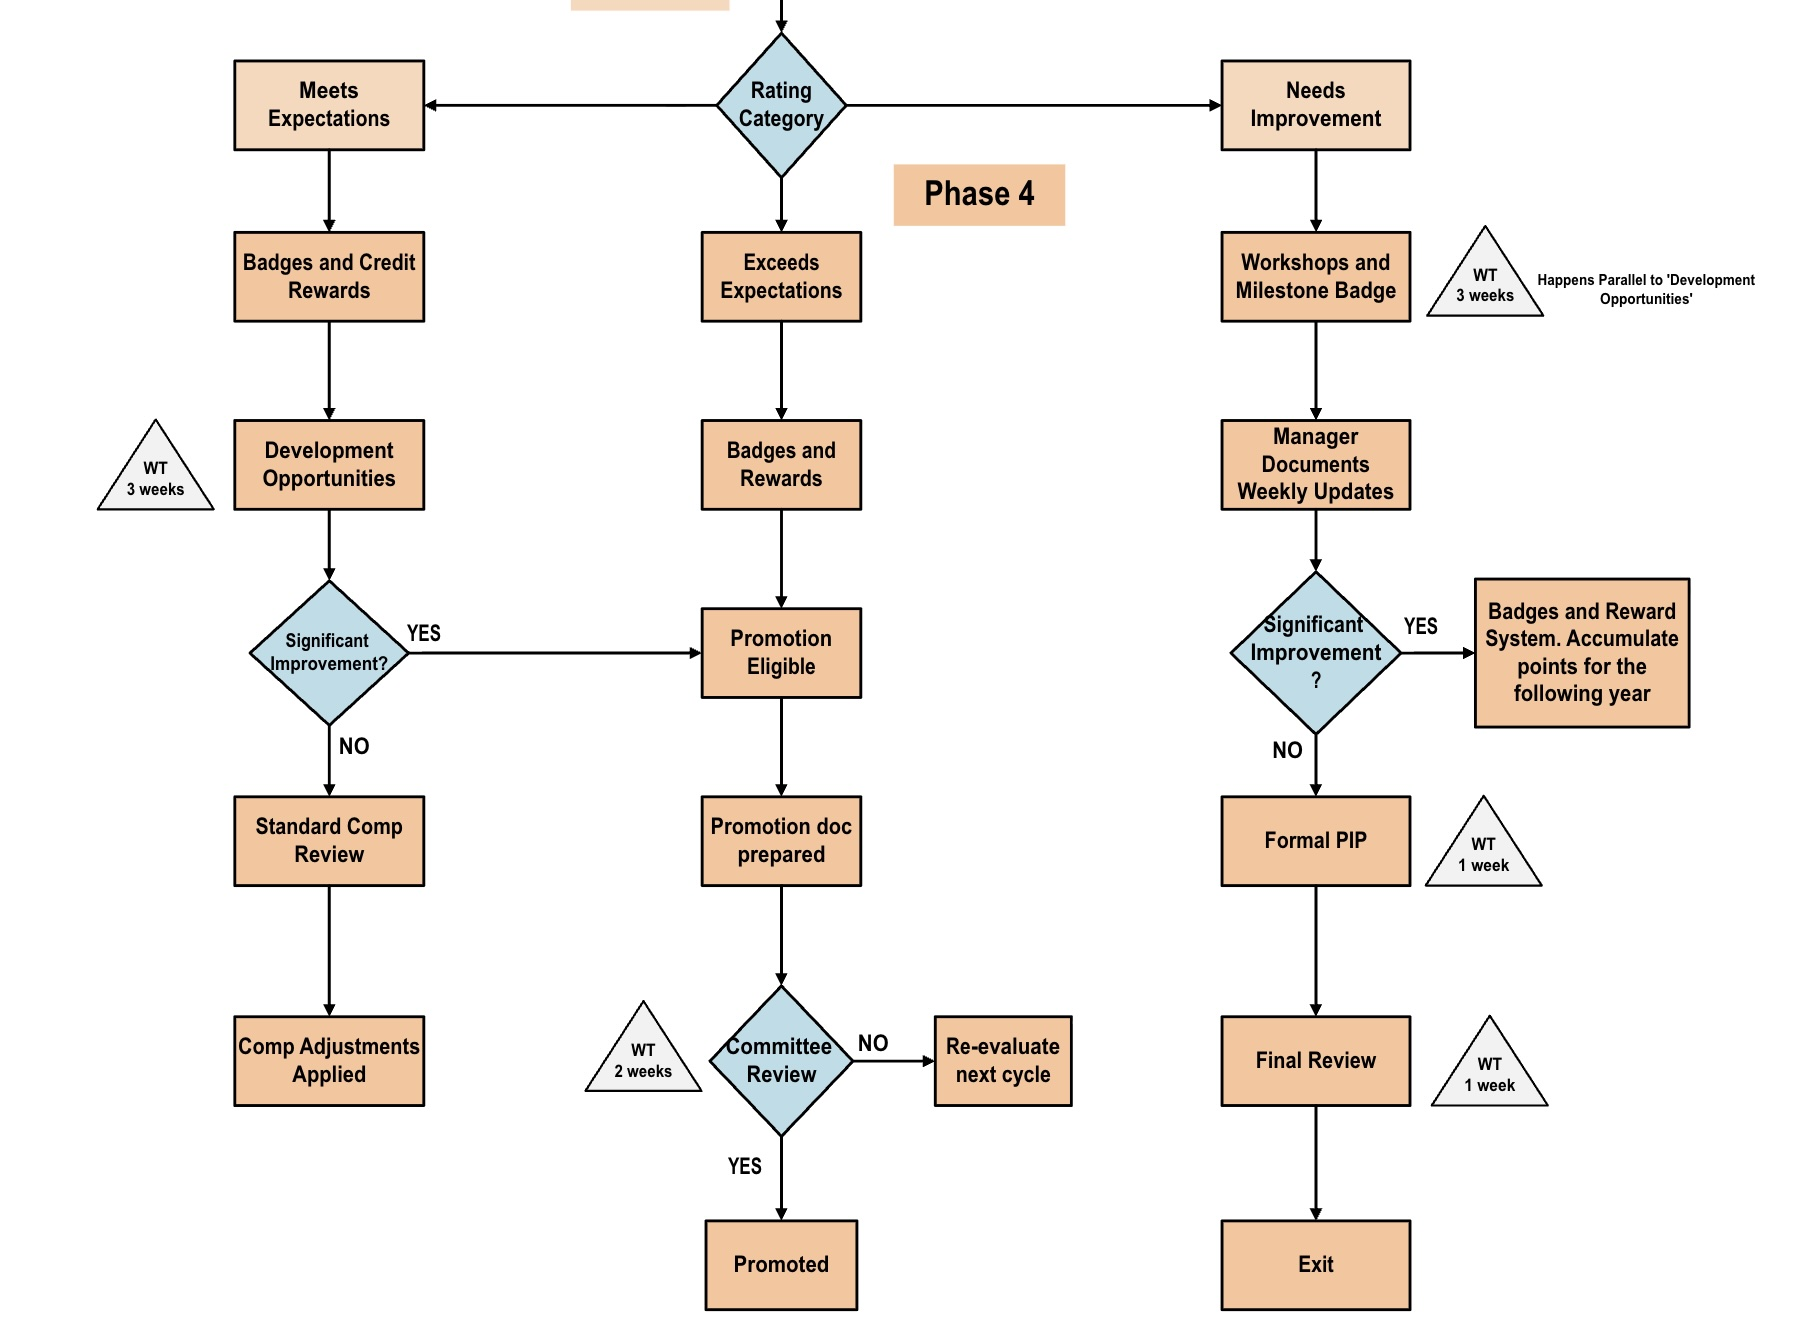 Rating
Category
Meets
Expectations
Needs
Improvement
Phase 4
Badges and Credit
Rewards
Exceeds
Expectations
Workshops and
Milestone Badge
WT
3 weeks
Happens Parallel to 'Development
Opportunities'
WT
3 weeks
Development
Opportunities
Badges and
Rewards
Manager
Documents
Weekly Updates
Significant
Improvement?
YES
Promotion
Eligible
Significant
Improvement
?
YES
Badges and Reward
System. Accumulate
points for the
following year
NO
NO
Standard Comp
Review
Promotion doc
prepared
Formal PIP
WT
1 week
Comp Adjustments
Applied
WT
2 weeks
Committee
Review
NO
Re-evaluate
next cycle
Final Review
WT
1 week
YES
Promoted
Exit